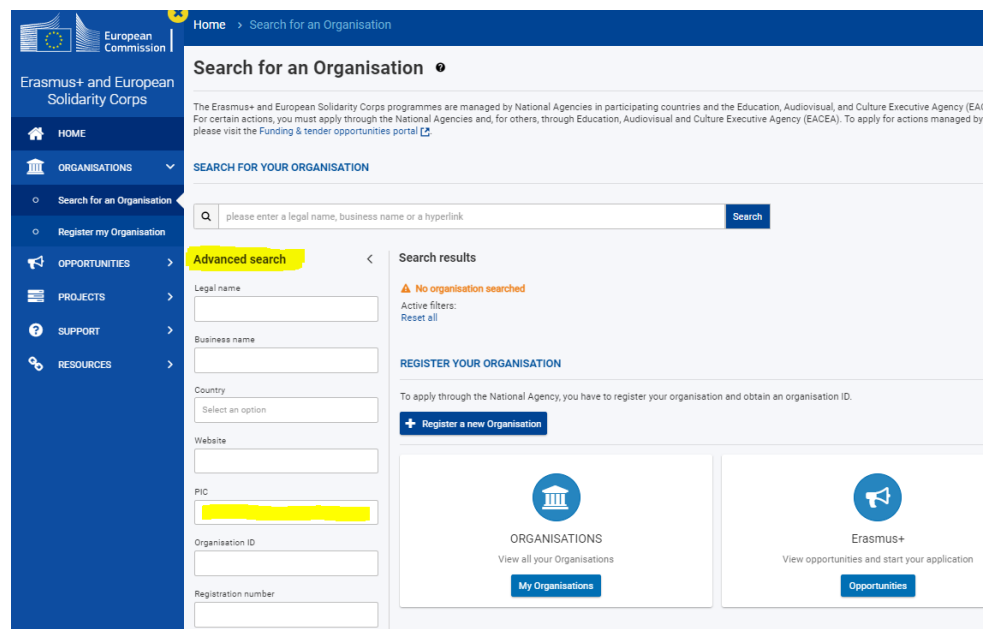 European
Commission
Erasmus+ and European
Solidarity Corps
HOME
ORGANISATIONS
Search for an Organisation
Register my Organisation
OPPORTUNITIES
PROJECTS
SUPPORT
RESOURCES
Home > Search for an Organisation
Search for an Organisation
The Erasmus+ and European Solidarity Corps programmes are managed by National Agencies in participating countries and the Education, Audiovisual, and Culture Executive Agency (EAC
For certain actions, you must apply through the National Agencies and, for others, through Education, Audiovisual and Culture Executive Agency (EACEA). To apply for actions managed by
please visit the Funding & tender opportunities portal
SEARCH FOR YOUR ORGANISATION
please enter a legal name, business name or a hyperlink
Search
Advanced search
Legal name
Business name
Country
Select an option
Website
PIC
Organisation ID
Registration number
Search results
No organisation searched
Active filters:
Reset all
REGISTER YOUR ORGANISATION
To apply through the National Agency, you have to register your organisation and obtain an organisation ID.
+ Register a new Organisation
ORGANISATIONS
View all your Organisations
My Organisations
Erasmus+
View opportunities and start your application
Opportunities